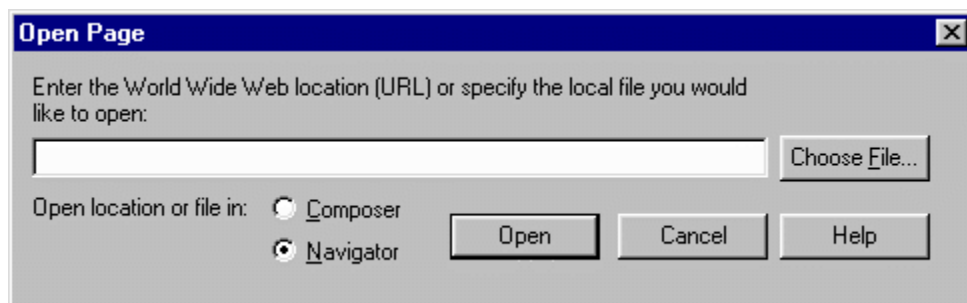 Open Page
Enter the World Wide Web location (URL) or specify the local file you would
like to open:
Choose File...
Open location or file in:
Composer
Navigator
Open
Cancel
Help